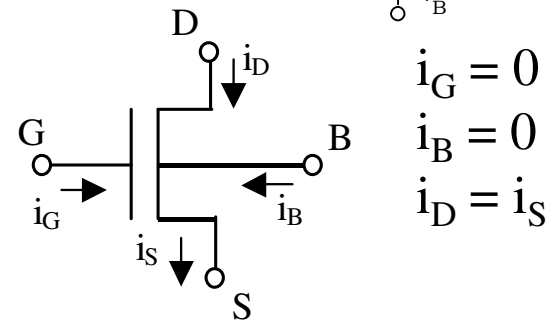 B
D
i_D
i_G = 0
G
B
i_B = 0
i_G
i_B
i_D = i_S
i_S
S